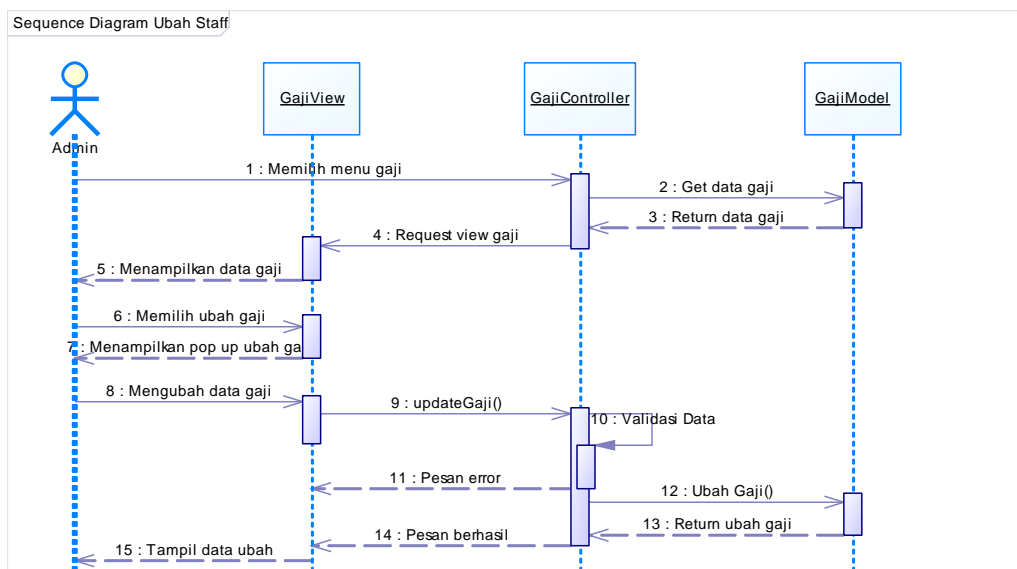 Sequence Diagram Ubah Staff
Admin
GajiView
GajiController
GajiModel
1 : Memilih menu gaji
2 : Get data gaji
3 : Return data gaji
4 : Request view gaji
5 : Menampilkan data gaji
6 : Memilih ubah gaji
7 : Menampilkan pop up ubah ga
8 : Mengubah data gaji
9 : updateGaji()
10 : Validasi Data
11 : Pesan error
12 : Ubah Gaji()
13 : Return ubah gaji
14 : Pesan berhasil
15 : Tampil data ubah